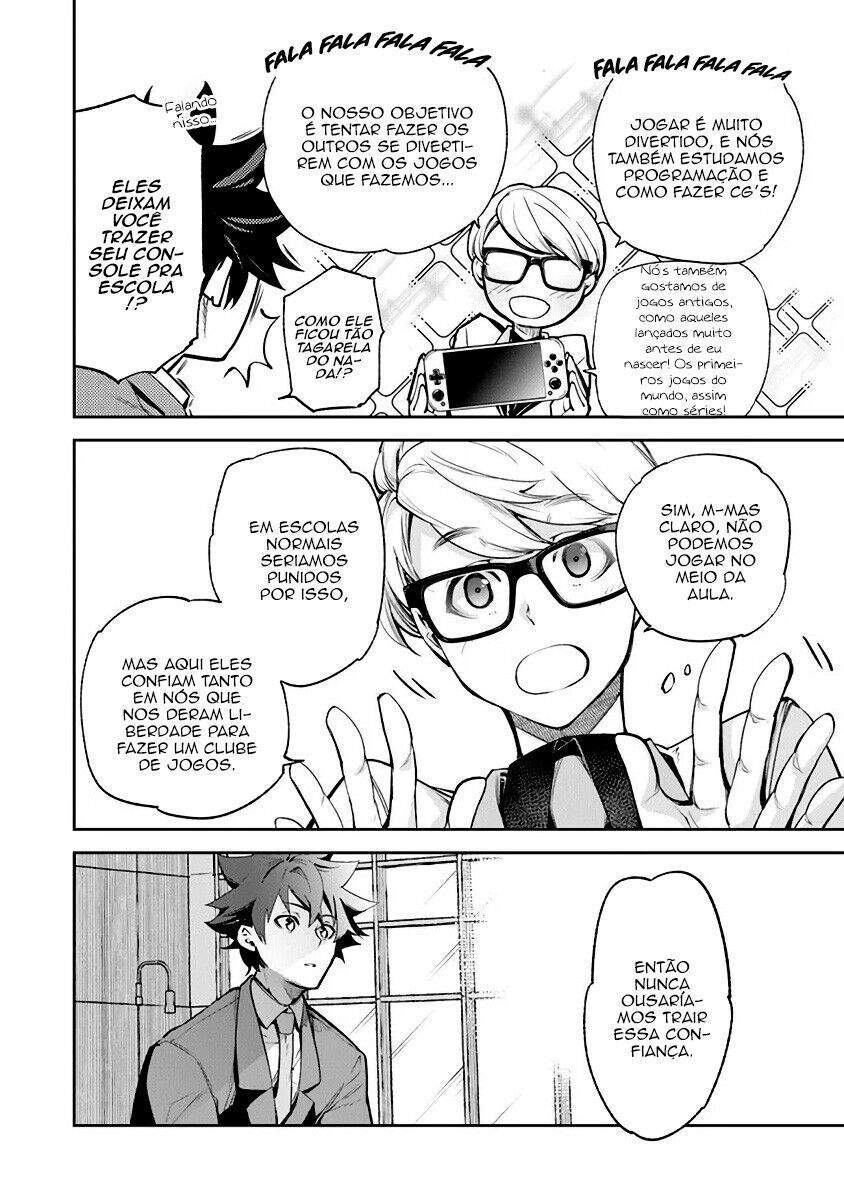 FALA FALA FALA FALA
JOGAR É MUITO
DIVERTIDO, E NÓS
TAMBÉM ESTUDAMOS
PROGRAMAÇÃO E
COMO FAZER CG'S!
Nós também
gostamos de
jogos antigos,
como aqueles
lançados muito
antes de eu
nascer! Os primei-
ros jogos do
mundo, assim
como séries!
FALA FALA FALA FALA
O NOSSO OBJETIVO
É TENTAR FAZER OS
OUTROS SE DIVERTI-
REM COM OS JOGOS
QUE FAZEMOS...
COMO ELE
FICOU TÃO
TAGARELA
DO NA-
DA!?
Falando
nisso...
ELES
DEIXAM
VOCÊ
TRAZER
SEU CON-
SOLE PRA
ESCOLA
!?
SIM, M-MAS
CLARO, NÃO
PODEMOS
JOGAR NO
MEIO DA
AULA.
EM ESCOLAS
NORMAIS
SERIAMOS
PUNIDOS
POR ISSO,
MAS AQUI ELES
CONFIAM TANTO
EM NÓS QUE
NOS DERAM LI-
BERDADE PARA
FAZER UM CLUBE
DE JOGOS.
ENTÃO
NUNCA
OUSARÍA-
MOS TRAIR
ESSA CON-
FIANÇA.